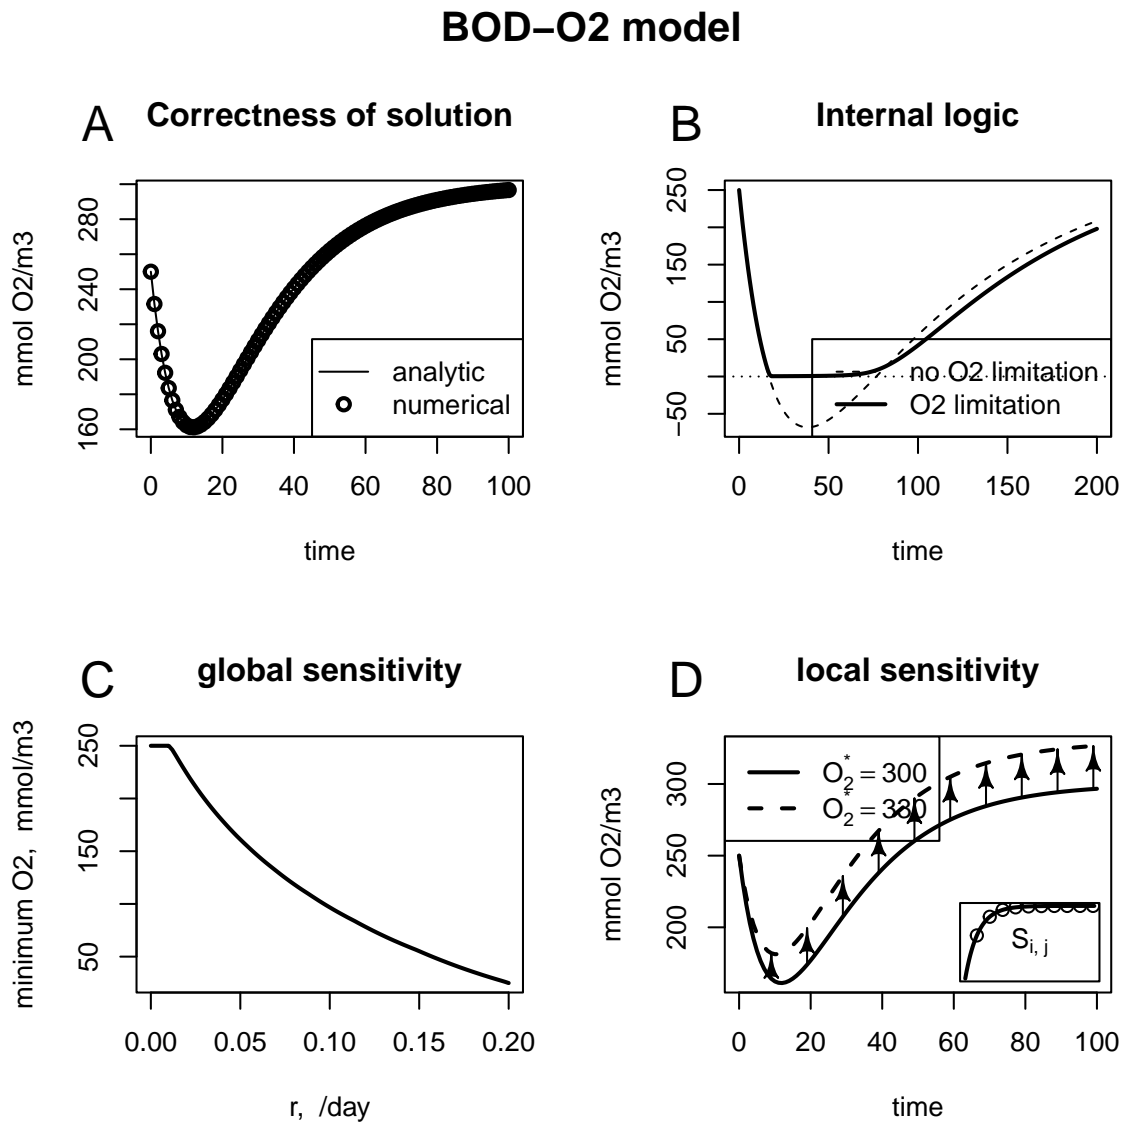 BOD–O2 model
A
Correctness of solution
mmol O2/m3
160 200 240 280
analytic
numerical
0 20 40 60 80 100
time
B
Internal logic
mmol O2/m3
−50 50 150 250
no O2 limitation
O2 limitation
0 50 100 150 200
time
C
global sensitivity
minimum O2, mmol/m3
50 150 250
0.00 0.05 0.10 0.15 0.20
r, /day
D
local sensitivity
mmol O2/m3
200 250 300
O₂* = 300
O₂* = 330
S i, j
0 20 40 60 80 100
time